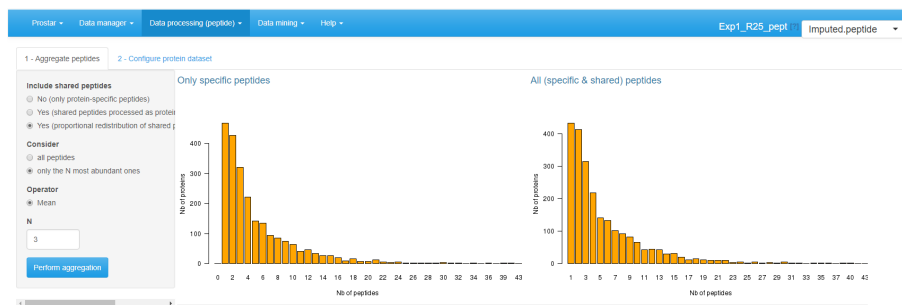 Prostar Data manager Data processing (peptide) Data mining Help Exp1_R25_pept Imputed.peptide
1 - Aggregate peptides 2 - Configure protein dataset
Include shared peptides
No (only protein-specific peptides)
Yes (shared peptides processed as protei
Yes (proportional redistribution of shared p
Consider
all peptides
only the N most abundant ones
Operator
Mean
N
3
Perform aggregation
Only specific peptides
Nb of proteins
400
300
200
100
0
0 2 4 6 8 10 12 14 16 18 20 22 24 26 28 30 32 34 36 39 43
Nb of peptides
All (specific & shared) peptides
Nb of proteins
400
300
200
100
0
1 3 5 7 9 11 13 15 17 19 21 23 25 27 29 31 33 35 37 40 43
Nb of peptides